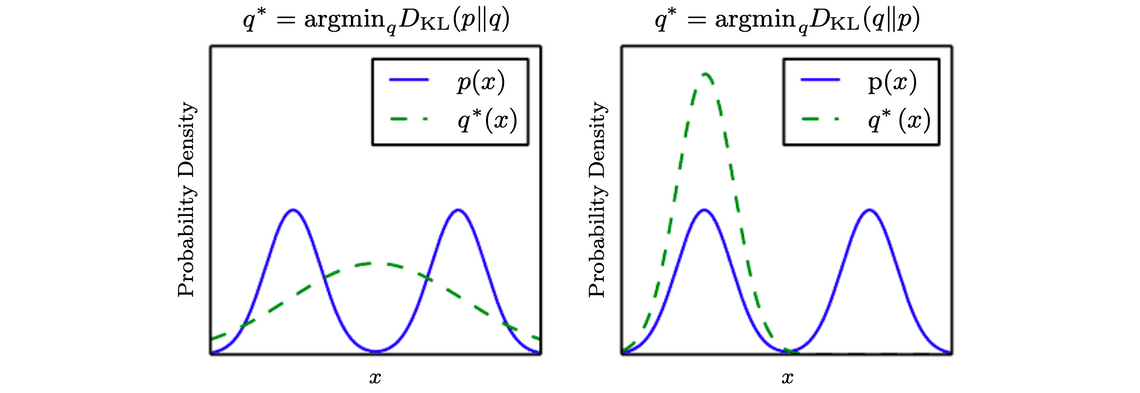 q* = argmin_q D_KL(p‖q)
Probability Density
p(x)
q*(x)
x
q* = argmin_q D_KL(q‖p)
Probability Density
p(x)
q* (x)
x